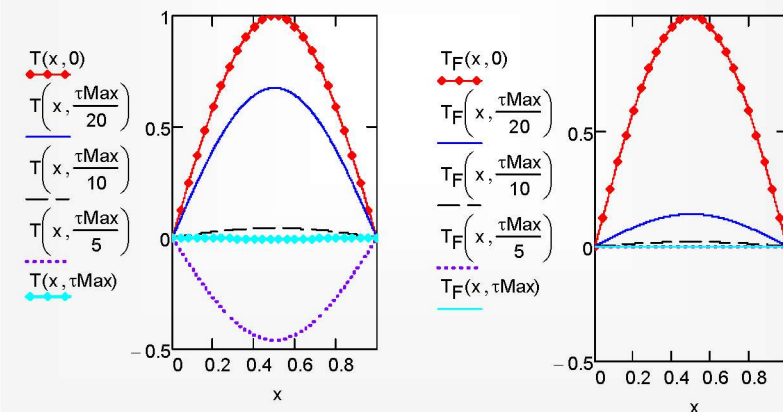 T(x,0)
T(x, τMax/20)
T(x, τMax/10)
T(x, τMax/5)
T(x,τMax)
1
0.5
0
−0.5
0 0.2 0.4 0.6 0.8
x
T_F(x,0)
T_F(x, τMax/20)
T_F(x, τMax/10)
T_F(x, τMax/5)
T_F(x,τMax)
0.5
0
−0.5
0 0.2 0.4 0.6 0.8
x